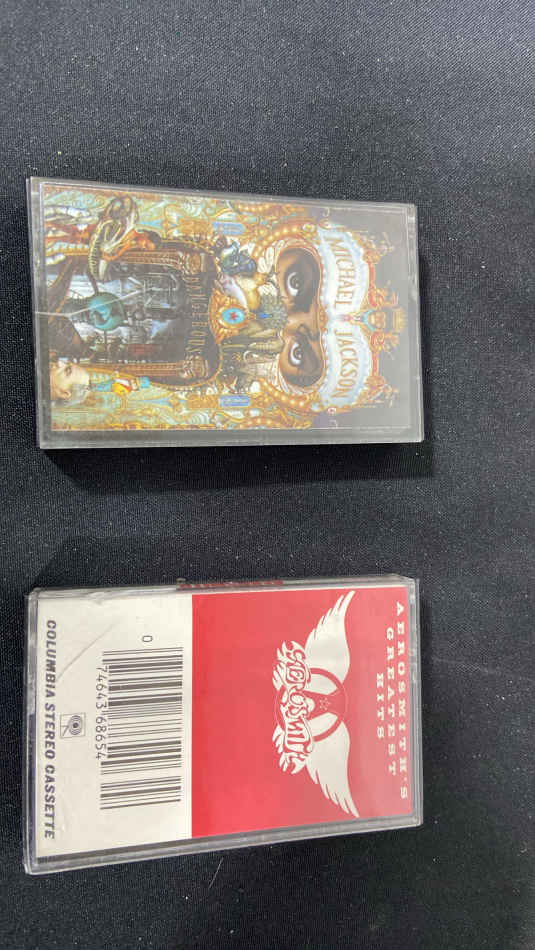 MICHAEL JACKSON
DANGEROUS
AEROSMITH'S
GREATEST
HITS
AEROSMITH
0
74643 68654
COLUMBIA STEREO CASSETTE